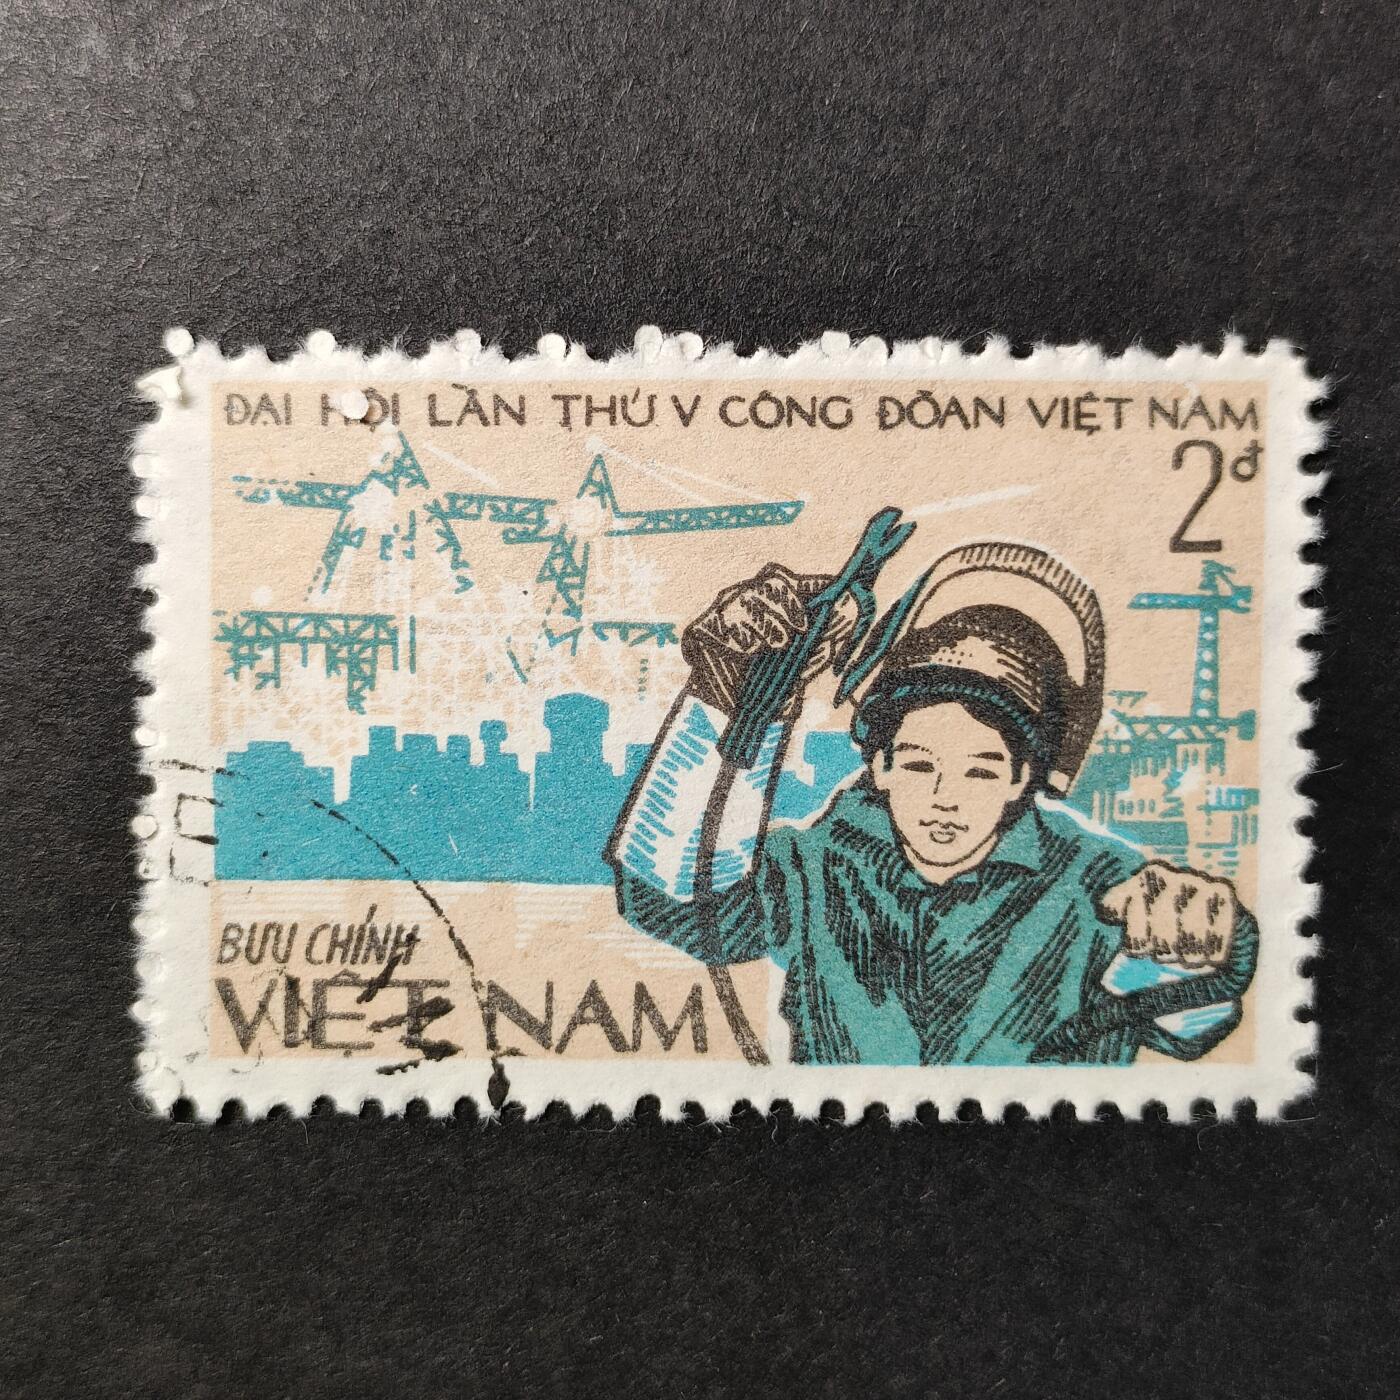 ĐẠI HỘI LẦN THỨ V CÔNG ĐOÀN VIỆT NAM
2đ
BƯU CHÍNH
VIỆT NAM